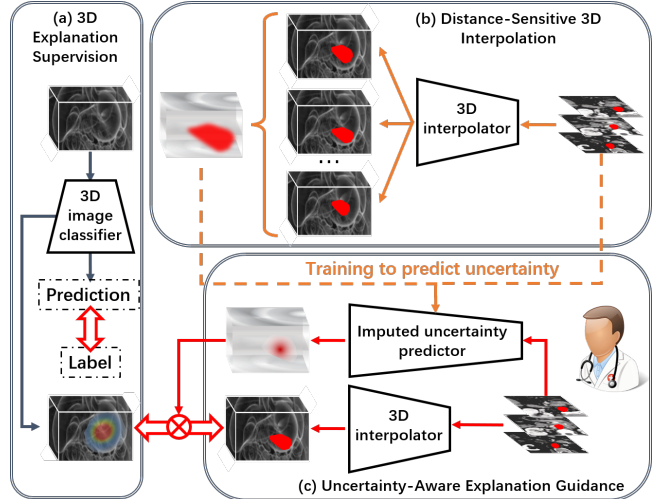 (a) 3D
Explanation
Supervision
3D
image
classifier
Prediction
Label
(b) Distance-Sensitive 3D
Interpolation
3D
interpolator
...
Training to predict uncertainty
Imputed uncertainty
predictor
3D
interpolator
(c) Uncertainty-Aware Explanation Guidance